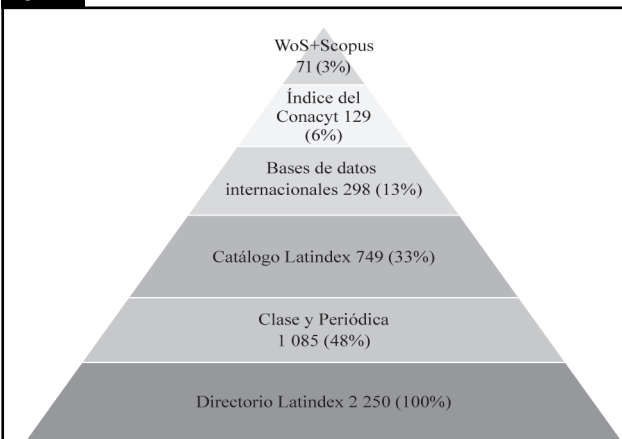 WoS+Scopus
71 (3%)
Índice del
Conacyt 129
(6%)
Bases de datos
internacionales 298 (13%)
Catálogo Latindex 749 (33%)
Clase y Periódica
1 085 (48%)
Directorio Latindex 2 250 (100%)